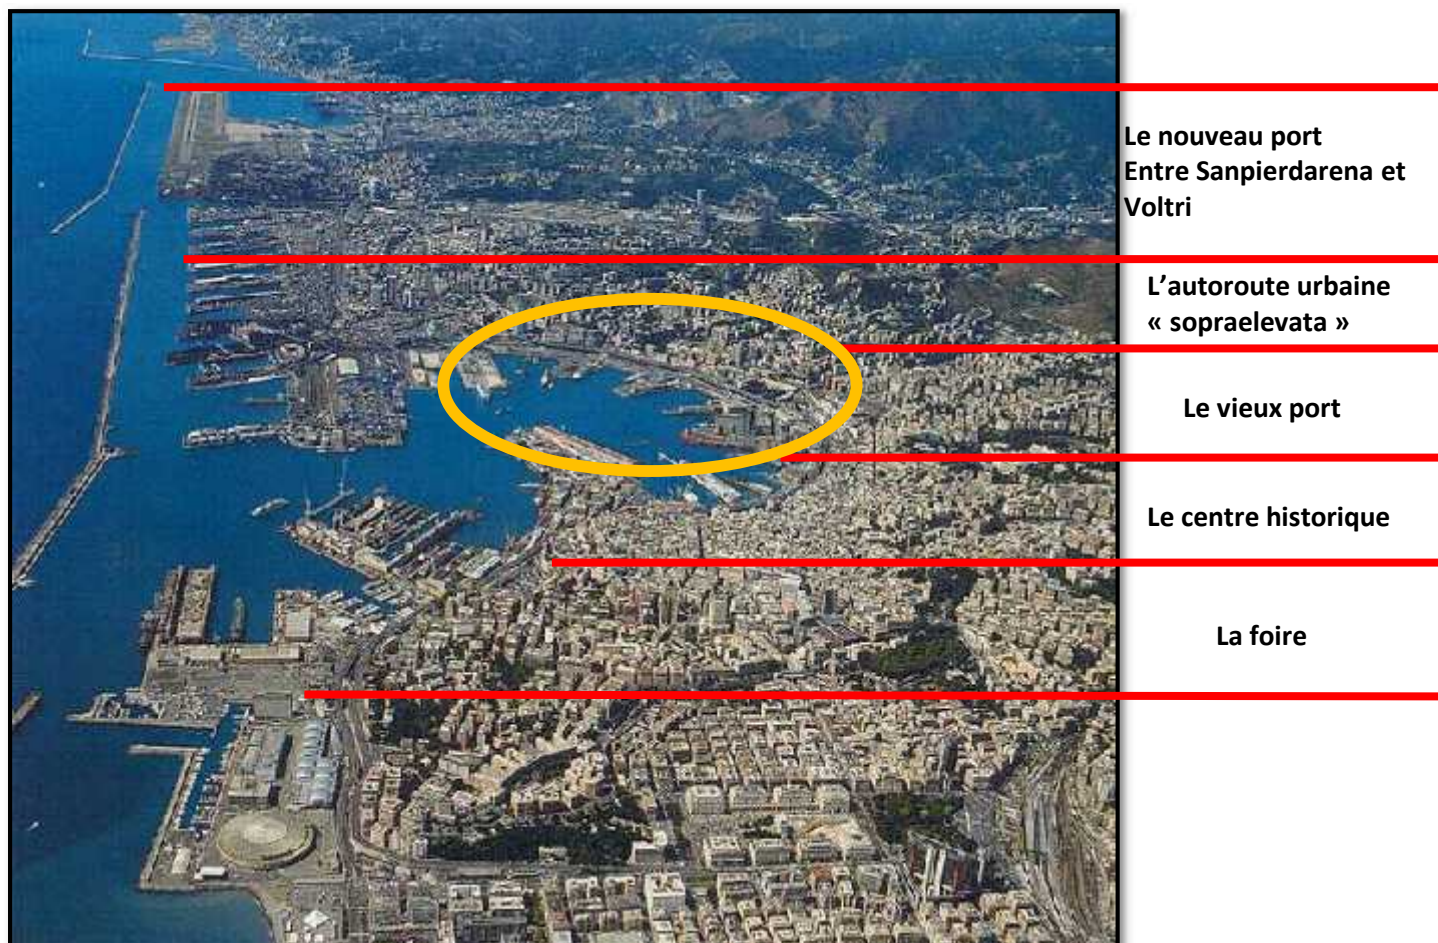 Le nouveau port
Entre Sanpierdarena et
Voltri
L’autoroute urbaine
« sopraelevata »
Le vieux port
Le centre historique
La foire